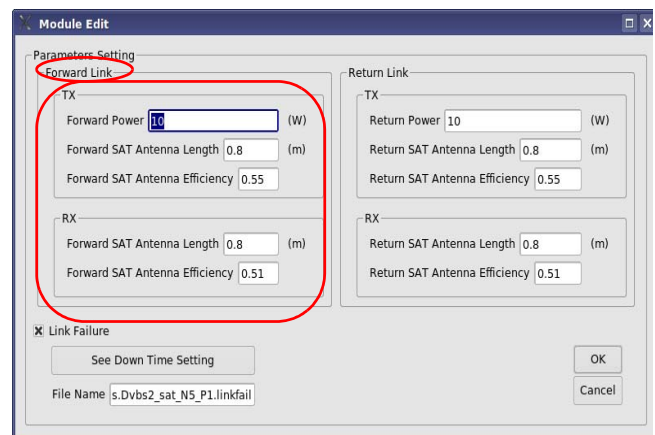 Module Edit
Parameters Setting
Forward Link
TX
Forward Power 10 (W)
Forward SAT Antenna Length 0.8 (m)
Forward SAT Antenna Efficiency 0.55
RX
Forward SAT Antenna Length 0.8 (m)
Forward SAT Antenna Efficiency 0.51
Return Link
TX
Return Power 10 (W)
Return SAT Antenna Length 0.8 (m)
Return SAT Antenna Efficiency 0.55
RX
Return SAT Antenna Length 0.8 (m)
Return SAT Antenna Efficiency 0.51
Link Failure
See Down Time Setting
File Name s.Dvbs2_sat_N5_P1.linkfail
OK
Cancel